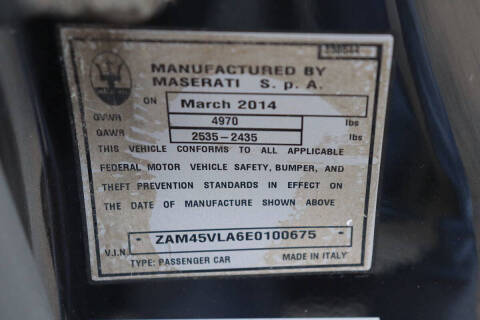 MANUFACTURED BY
MASERATI S. p. A.
ON March 2014
GVWR 4970 lbs
GAWR 2535-2435 lbs
THIS VEHICLE CONFORMS TO ALL APPLICABLE
FEDERAL MOTOR VEHICLE SAFETY, BUMPER, AND
THEFT PREVENTION STANDARDS IN EFFECT ON
THE DATE OF MANUFACTURE SHOWN ABOVE
V.I.N. - ZAM45VLA6E0100675 -
TYPE: PASSENGER CAR MADE IN ITALY